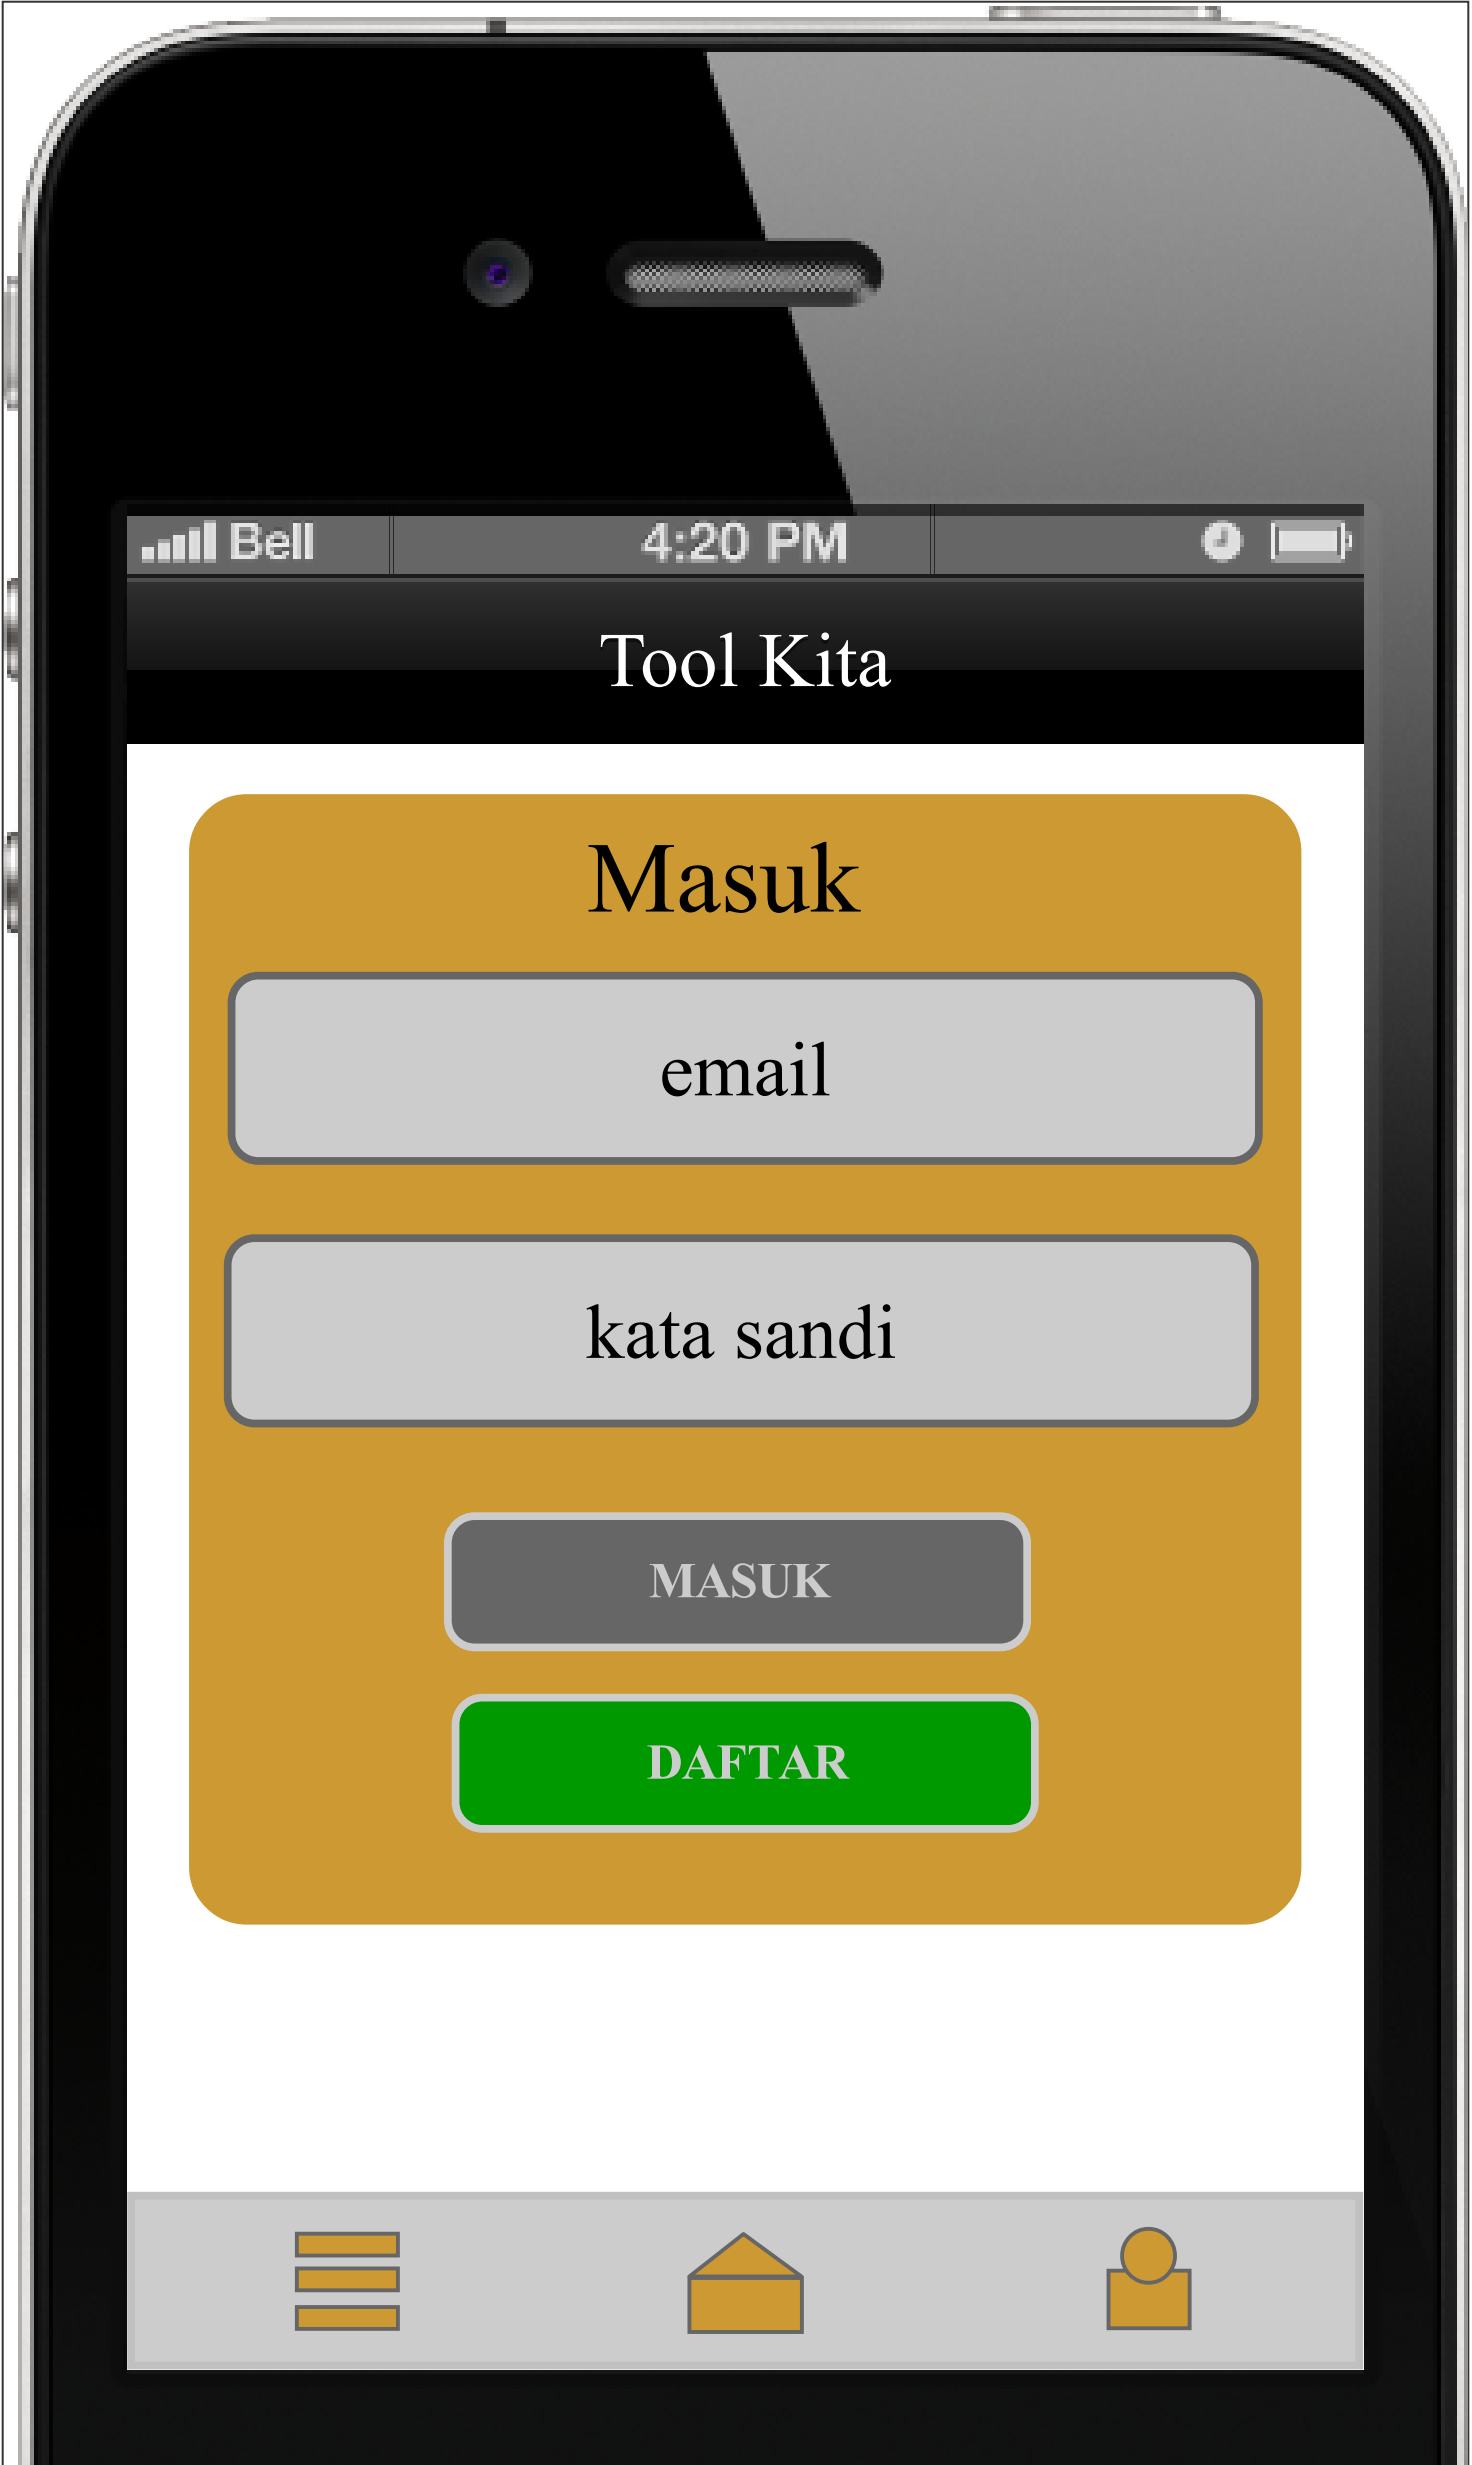 Bell 4:20 PM
Tool Kita
Masuk
email
kata sandi
MASUK
DAFTAR